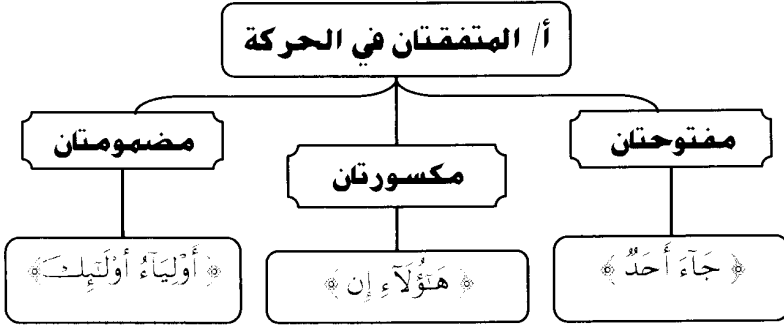 أ/ المتفقتان في الحركة
مفتوحتان
مكسورتان
مضمومتان
﴿ جَآءَ أَحَدٌ ﴾
﴿ هَـٰٓؤُلَآءِ إِن ﴾
﴿ أَوْلِيَآءُ أُوْلَـٰٓئِكَ ﴾